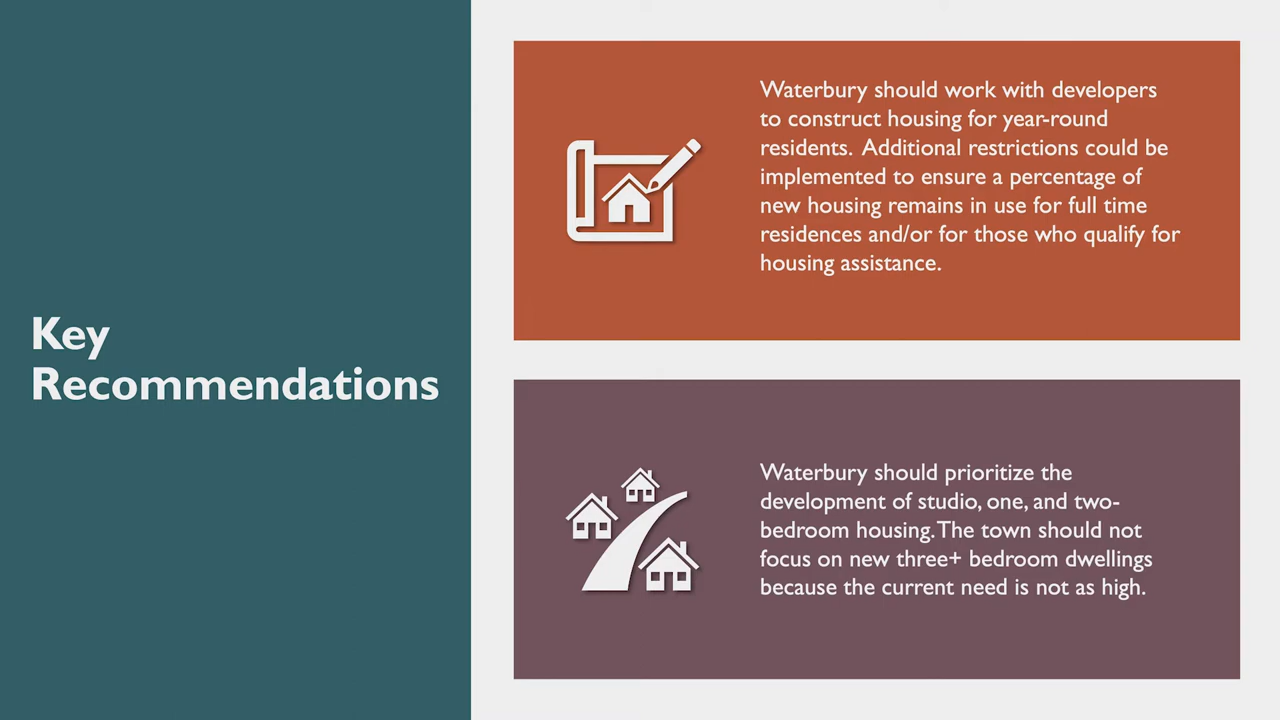 Key
Recommendations
Waterbury should work with developers
to construct housing for year-round
residents.  Additional restrictions could be
implemented to ensure a percentage of
new housing remains in use for full time
residences and/or for those who qualify for
housing assistance.
Waterbury should prioritize the
development of studio, one, and two-
bedroom housing. The town should not
focus on new three+ bedroom dwellings
because the current need is not as high.